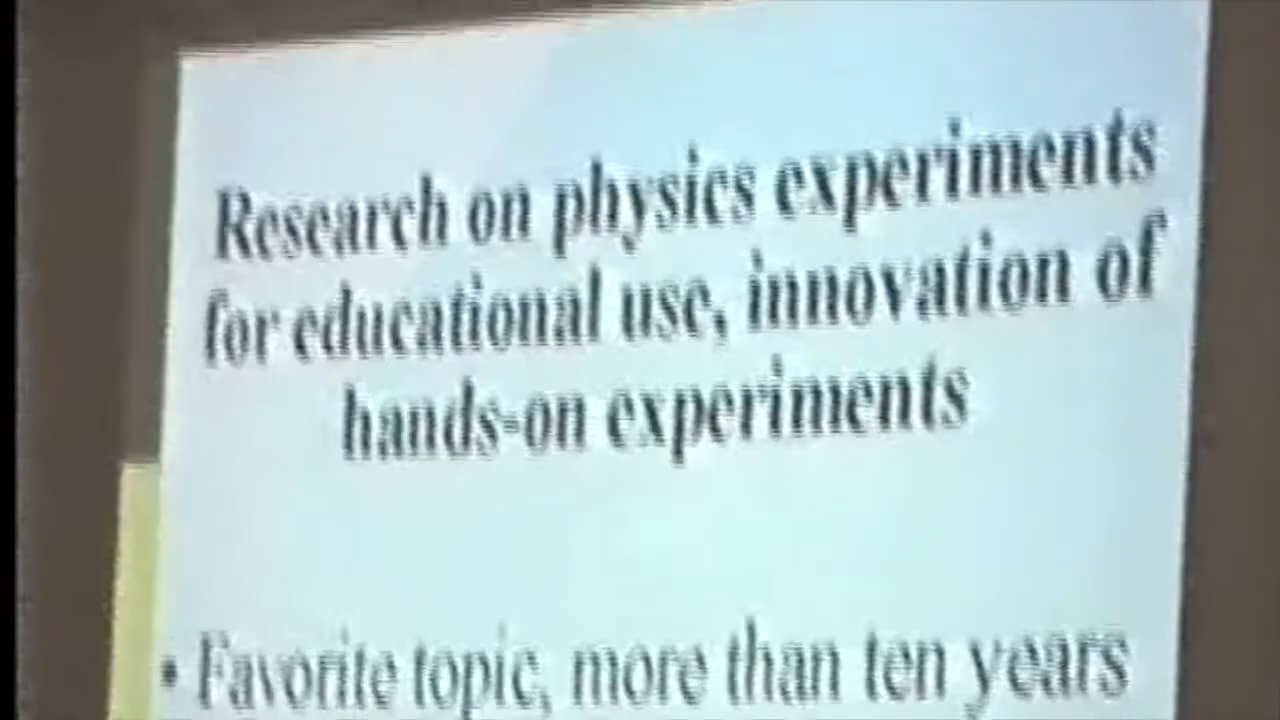 Research on physics experiments
for educational use, innovation of
hands-on experiments
• Favorite topic, more than ten years